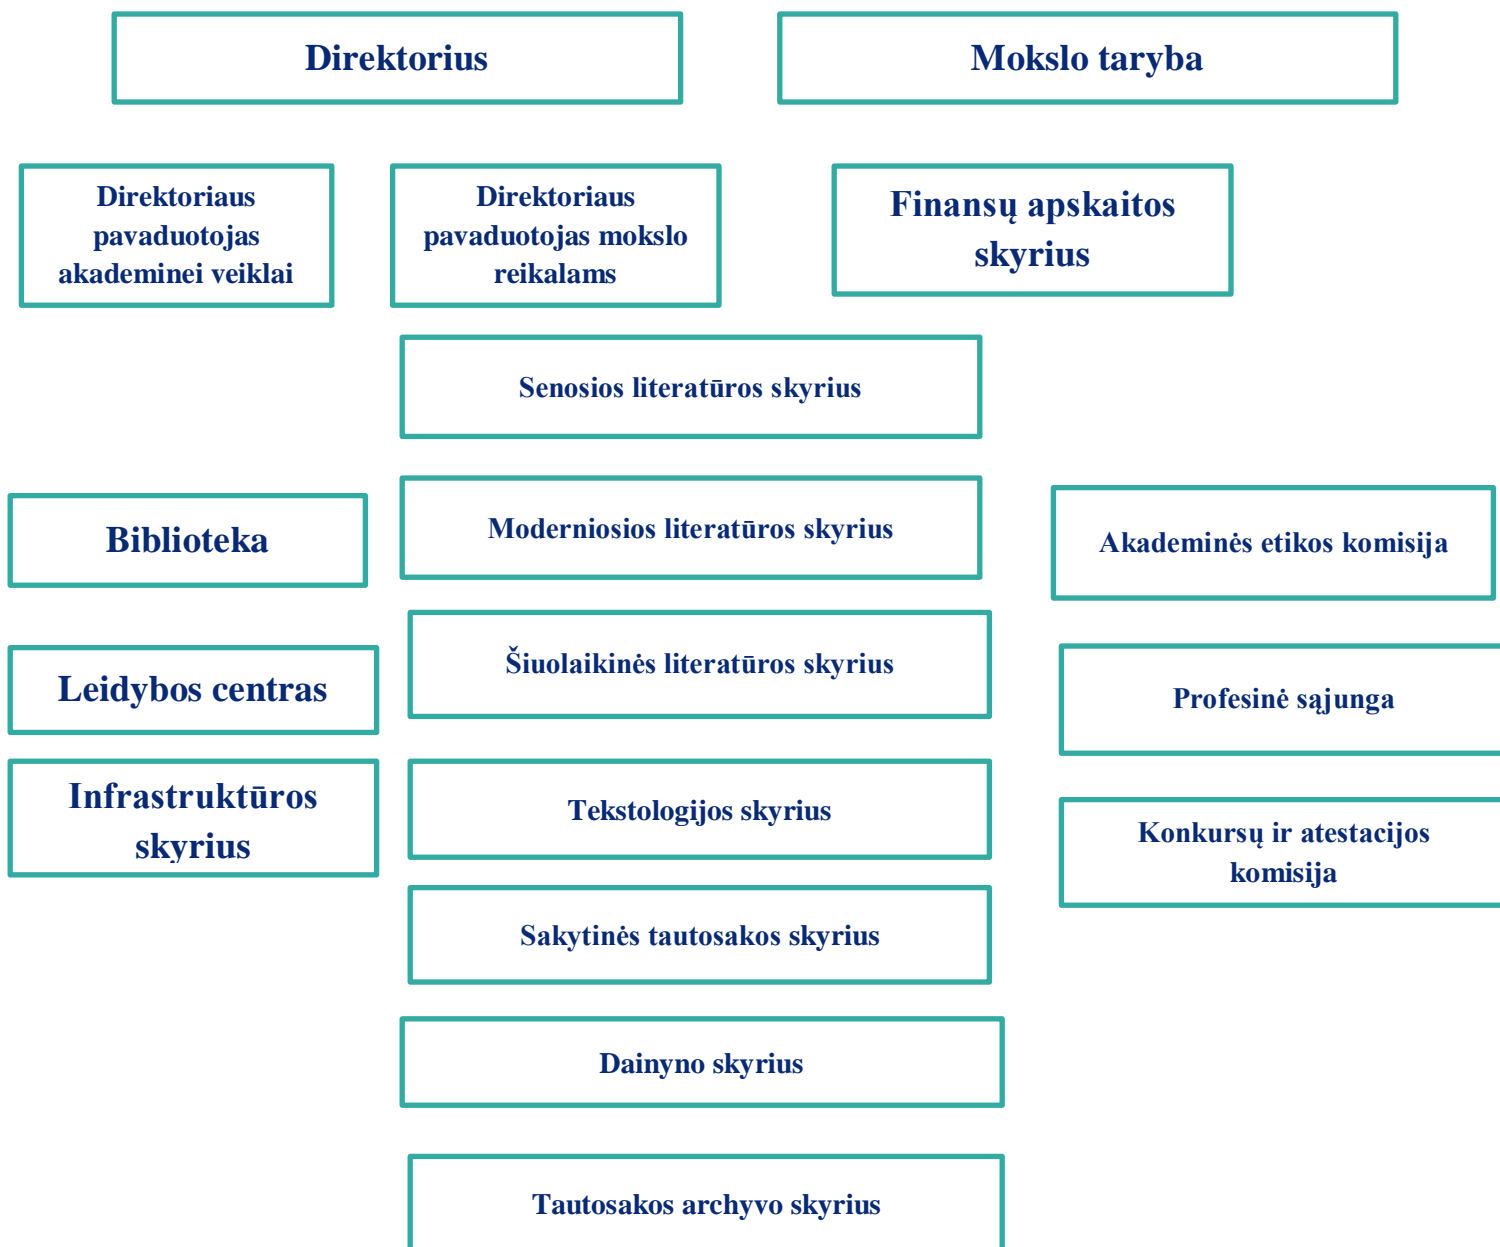 Direktorius
Mokslo taryba
Direktoriaus
pavaduotojas
akademinei veiklai
Direktoriaus
pavaduotojas mokslo
reikalams
Finansų apskaitos
skyrius
Senosios literatūros skyrius
Biblioteka
Moderniosios literatūros skyrius
Akademinės etikos komisija
Leidybos centras
Šiuolaikinės literatūros skyrius
Profesinė sąjunga
Infrastruktūros
skyrius
Tekstologijos skyrius
Konkursų ir atestacijos
komisija
Sakytinės tautosakos skyrius
Dainyno skyrius
Tautosakos archyvo skyrius